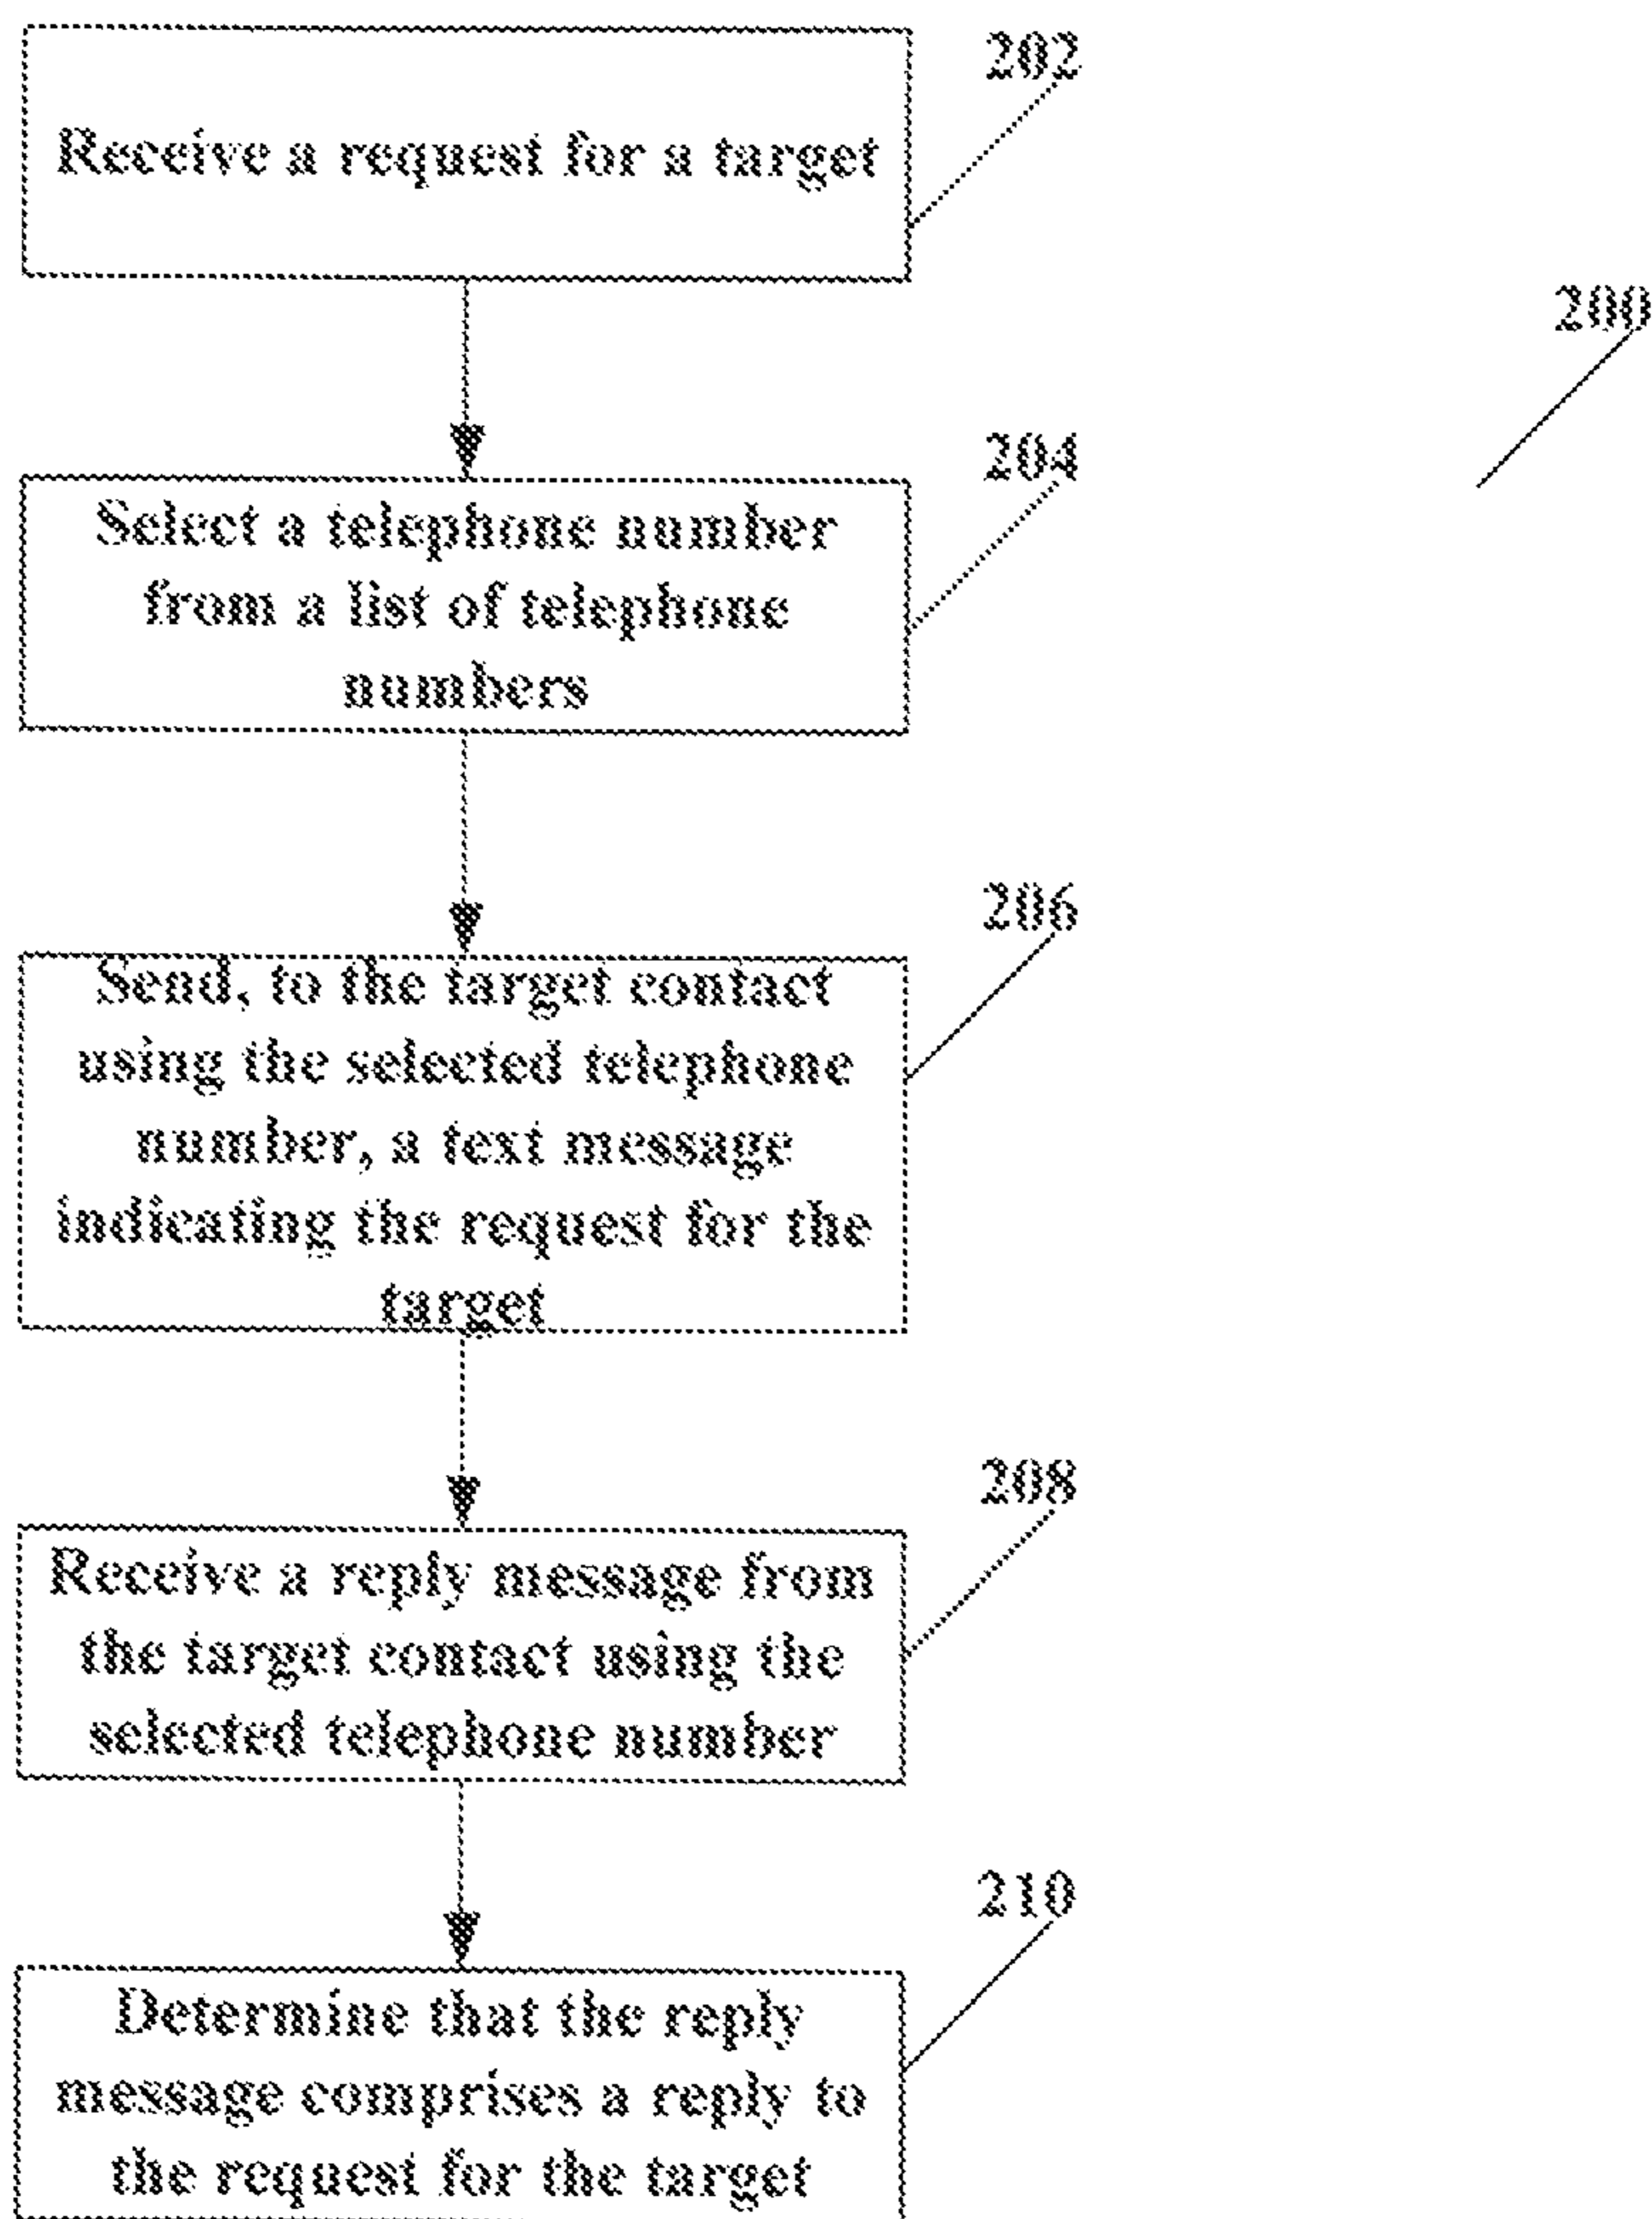 202
Receive a request for a target
200
204
Select a telephone number
from a list of telephone
numbers
206
Send, to the target contact
using the selected telephone
number, a text message
indicating the request for the
target
208
Receive a reply message from
the target contact using the
selected telephone number
210
Determine that the reply
message comprises a reply to
the request for the target